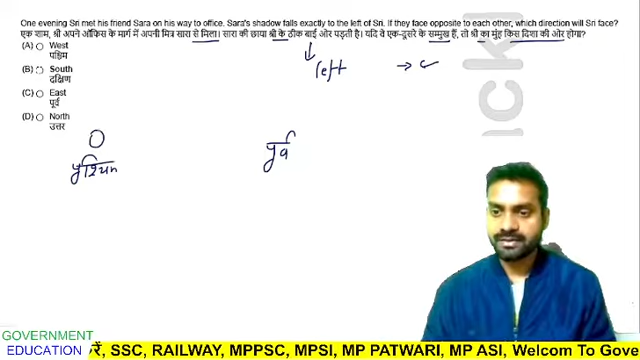 One evening Sri met his friend Sara on his way to office. Sara's shadow falls exactly to the left of Sri. If they face opposite to each other, which direction will Sri face?
एक शाम, श्री अपने ऑफिस के मार्ग में अपनी मित्र सारा से मिला। सारा की छाया श्री के ठीक बाईं ओर पड़ती है। यदि वे एक-दूसरे के सम्मुख हैं, तो श्री का मुंह किस दिशा की ओर होगा?
(A) West
पश्चिम
(B) South
दक्षिण
(C) East
पूर्व
(D) North
उत्तर
left
GOVERNMENT
EDUCATION
करें, SSC, RAILWAY, MPPSC, MPSI, MP PATWARI, MP ASI, Welcome To Gove